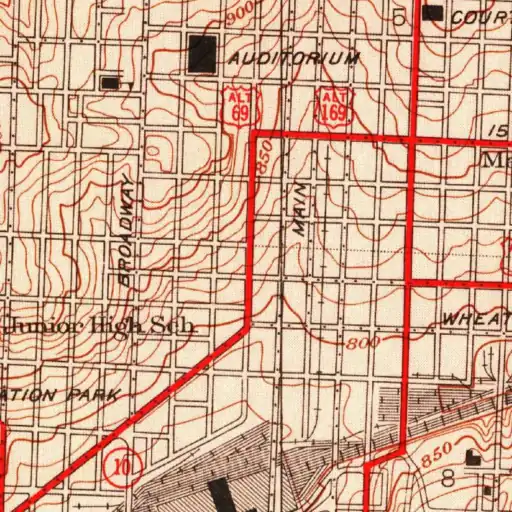 900
5
COURT
AUDITORIUM
ALT
69
ALT
169
15
850
Ma
BROADWAY
MAIN
Junior High Sch
800
WHEAT
ATION PARK
10
850
8